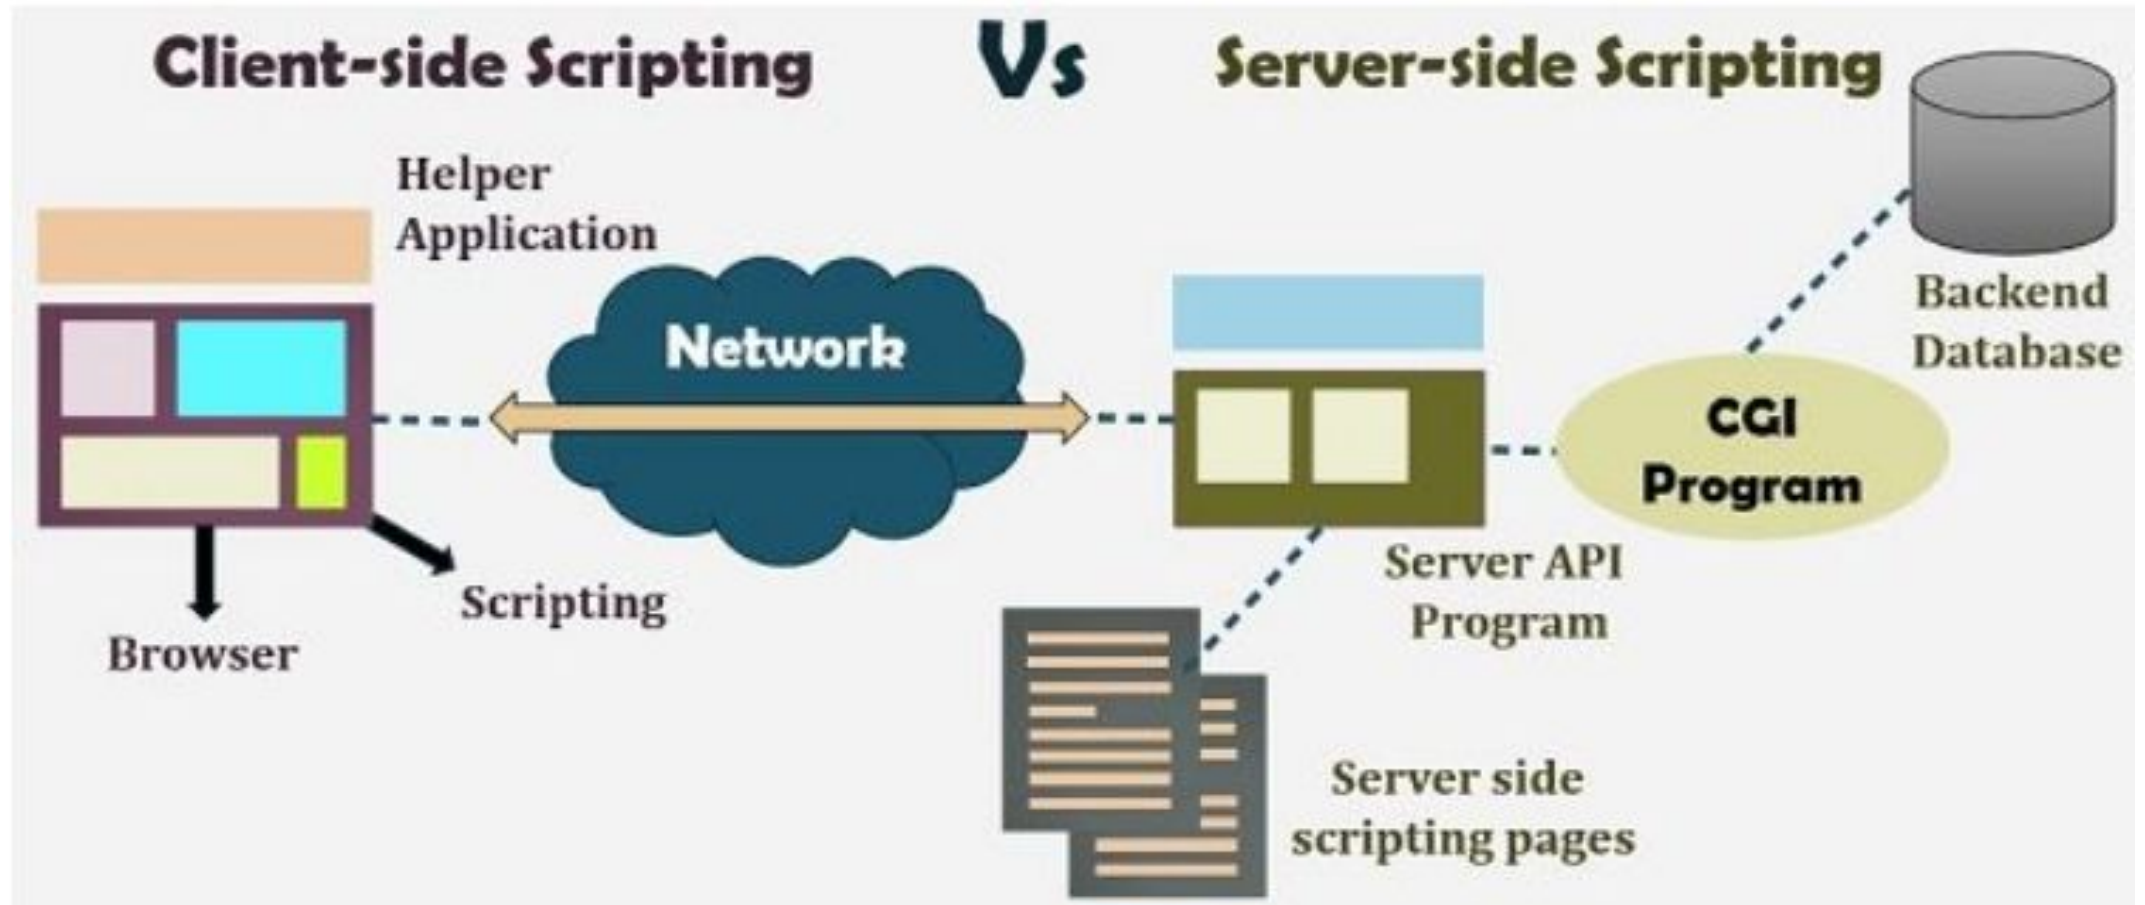 Client-side Scripting Vs Server-side Scripting
Helper
Application
Network
Backend
Database
CGI
Program
Server API
Program
Scripting
Browser
Server side
scripting pages